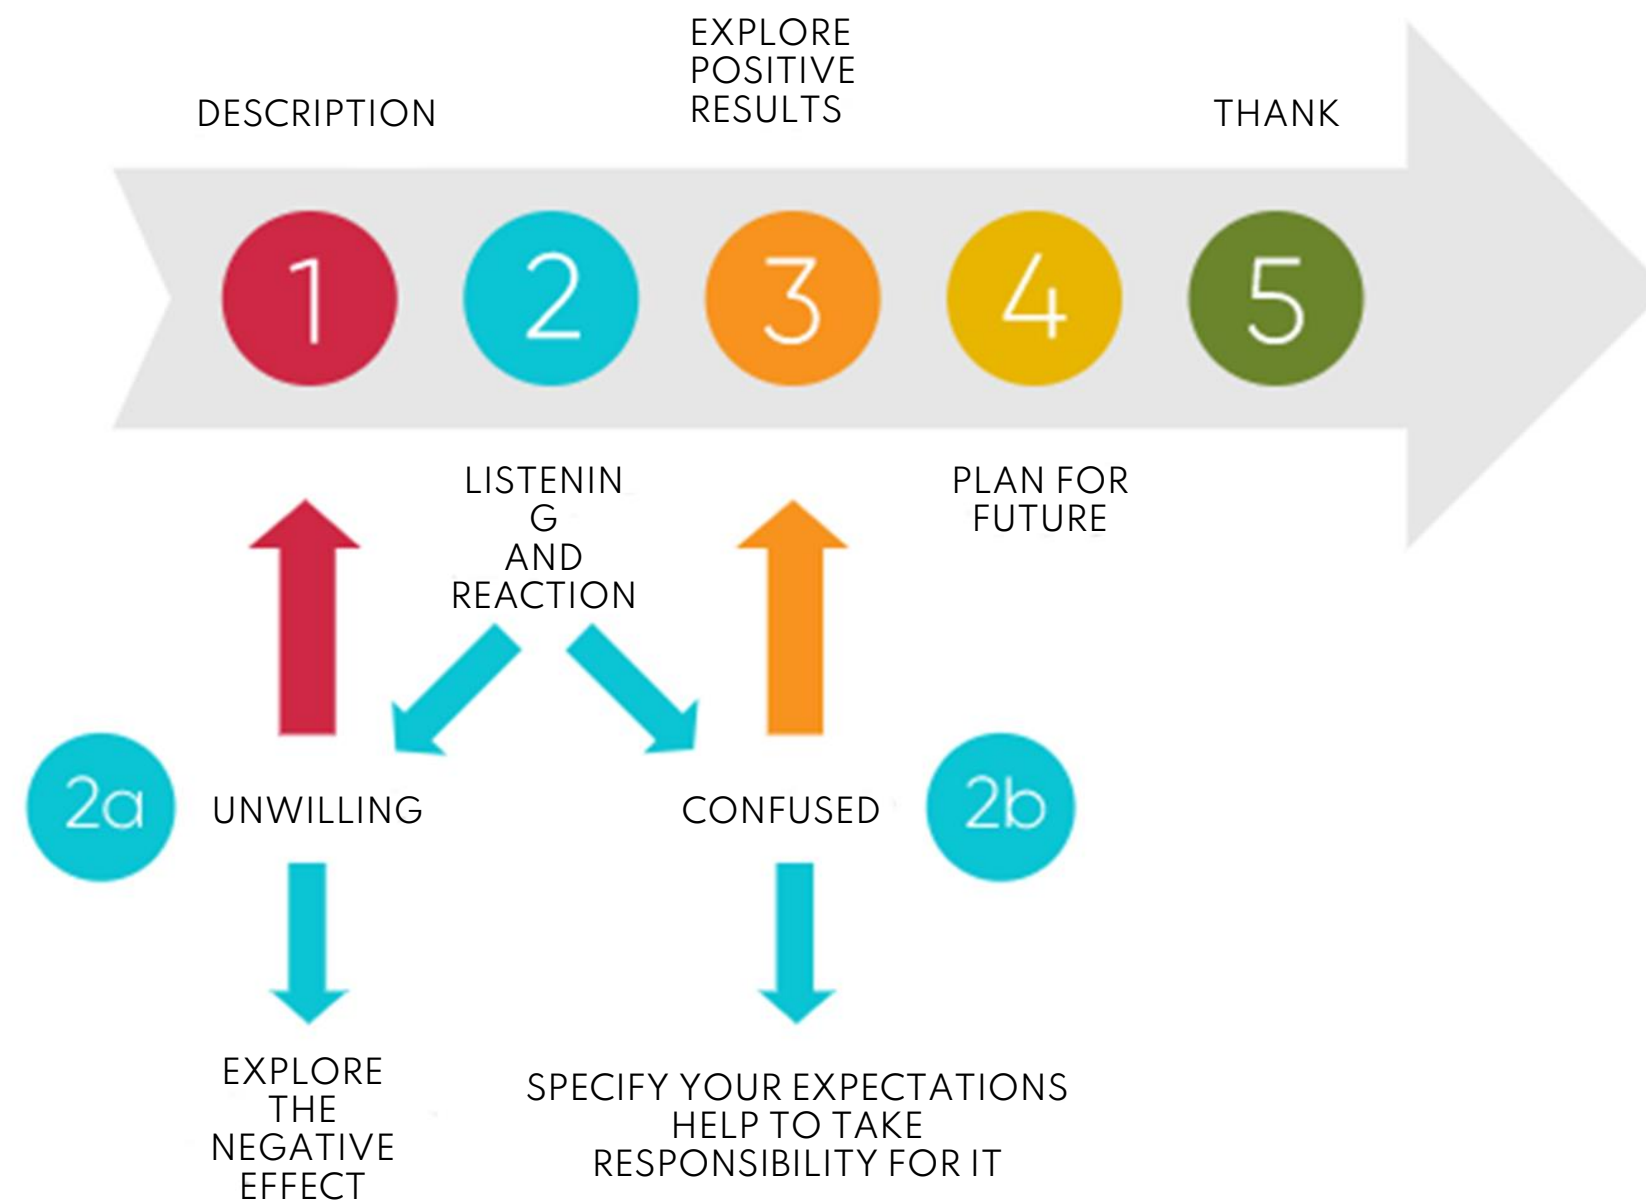 EXPLORE
POSITIVE
RESULTS
DESCRIPTION
THANK
1
2
3
4
5
LISTENIN
G
AND
REACTION
PLAN FOR
FUTURE
2a
UNWILLING
CONFUSED
2b
EXPLORE
THE
NEGATIVE
EFFECT
SPECIFY YOUR EXPECTATIONS
HELP TO TAKE
RESPONSIBILITY FOR IT